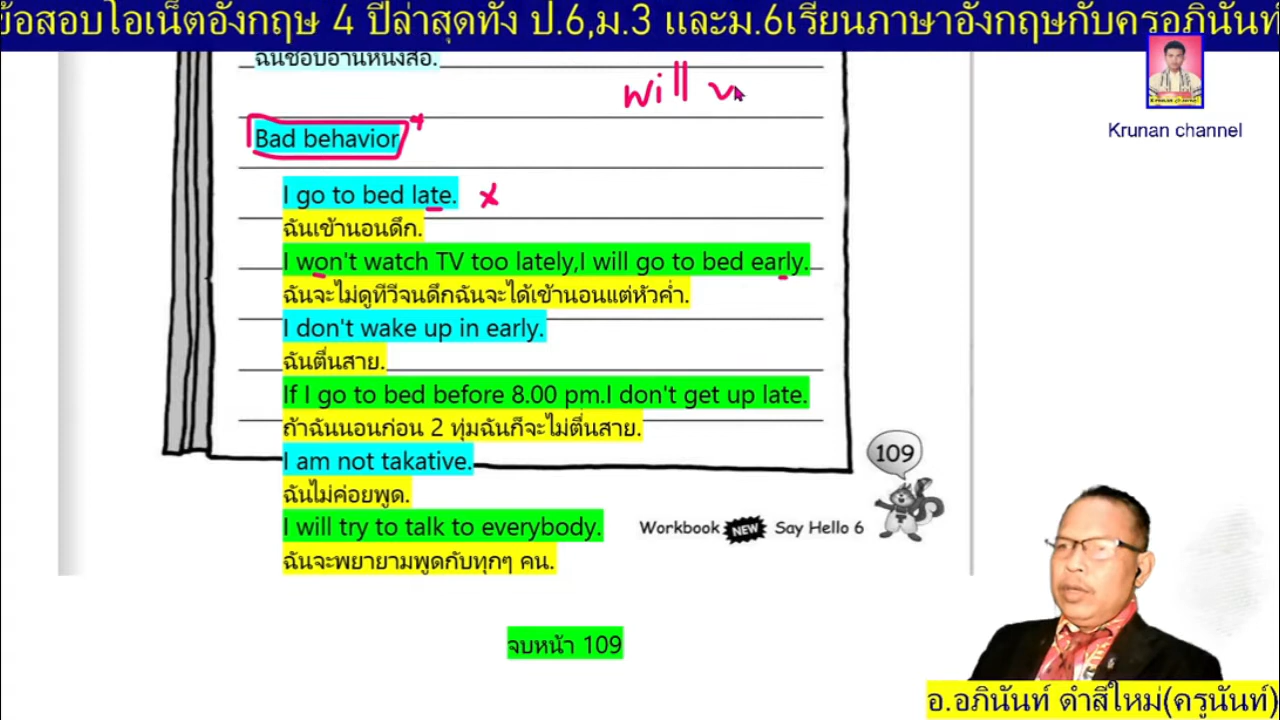 ข้อสอบโอเน็ตอังกฤษ 4 ปีล่าสุดทั้ง ป.6,ม.3 และม.6เรียนภาษาอังกฤษกับครูอภินันท์
ฉันชอบอ่านหนังสือ.
will
Krunan channel
Bad behavior
I go to bed late.
ฉันเข้านอนดึก.
I won't watch TV too lately,I will go to bed early.
ฉันจะไม่ดูทีวีจนดึกฉันจะได้เข้านอนแต่หัวค่ำ.
I don't wake up in early.
ฉันตื่นสาย.
If I go to bed before 8.00 pm.I don't get up late.
ถ้าฉันนอนก่อน 2 ทุ่มฉันก็จะไม่ตื่นสาย.
109
I am not takative.
ฉันไม่ค่อยพูด.
I will try to talk to everybody.
Workbook NEW Say Hello 6
ฉันจะพยายามพูดกับทุกๆ คน.
จบหน้า 109
อ.อภินันท์ ดำสีใหม่(ครูนันท์)